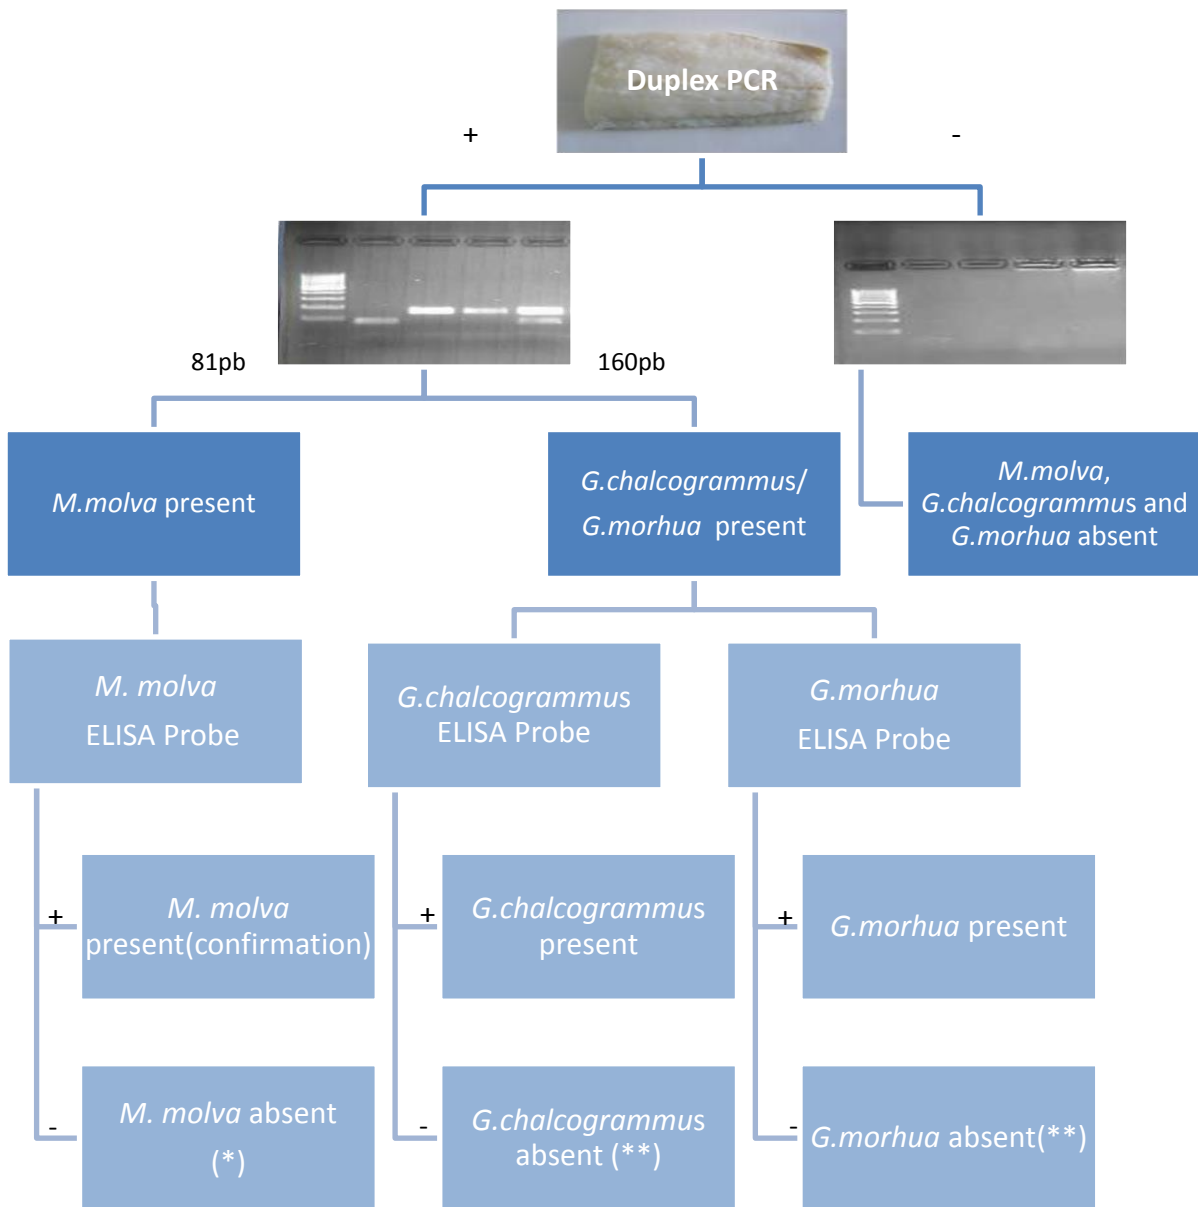 Duplex PCR
+
-
81pb
160pb
M.molva present
G.chalcogrammus/
G.morhua present
M.molva,
G.chalcogrammus and
G.morhua absent
M. molva
ELISA Probe
G.chalcogrammus
ELISA Probe
G.morhua
ELISA Probe
+
M. molva
present(confirmation)
+
G.chalcogrammus
present
+
G.morhua present
-
M. molva absent
(*)
-
G.chalcogrammus
absent (**)
-
G.morhua absent(**)